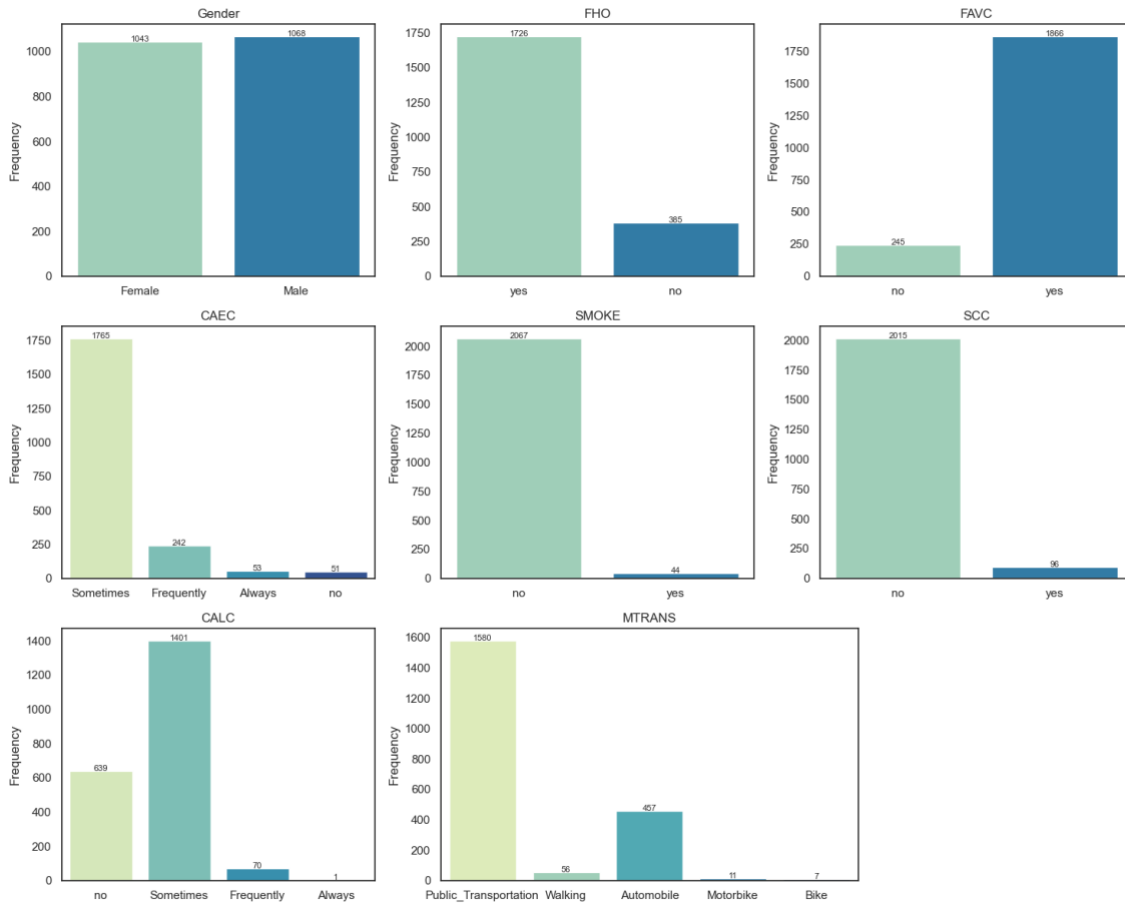 Gender
Frequency
1000
800
600
400
200
0
1043
1068
Female
Male
FHO
Frequency
1750
1500
1250
1000
750
500
250
0
1726
385
yes
no
FAVC
Frequency
1750
1500
1250
1000
750
500
250
0
245
1866
no
yes
CAEC
Frequency
1750
1500
1250
1000
750
500
250
0
1765
242
53
51
Sometimes
Frequently
Always
no
SMOKE
Frequency
2000
1750
1500
1250
1000
750
500
250
0
2067
44
no
yes
SCC
Frequency
2000
1750
1500
1250
1000
750
500
250
0
2015
96
no
yes
CALC
Frequency
1400
1200
1000
800
600
400
200
0
639
1401
70
1
no
Sometimes
Frequently
Always
MTRANS
Frequency
1600
1400
1200
1000
800
600
400
200
0
1580
56
457
11
7
Public_Transportation
Walking
Automobile
Motorbike
Bike